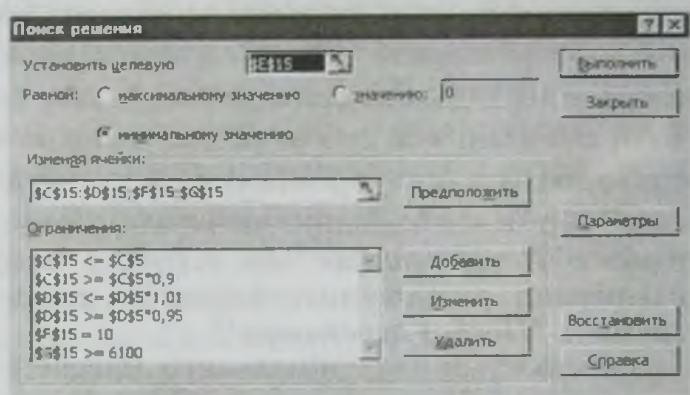 Поиск решения
Установить целевую $E$15
Равной: максимальному значению значению: 0
минимальному значению
Изменяя ячейки:
$C$15:$D$15;$F$15:$G$15
Ограничения:
$C$15 <= $C$5
$C$15 >= $C$5*0,9
$D$15 <= $D$5*1,01
$D$15 >= $D$5*0,95
$F$15 = 10
$G$15 >= 6100
Предположить
Добавить
Изменить
Удалить
Выполнить
Закрыть
Параметры
Восстановить
Справка